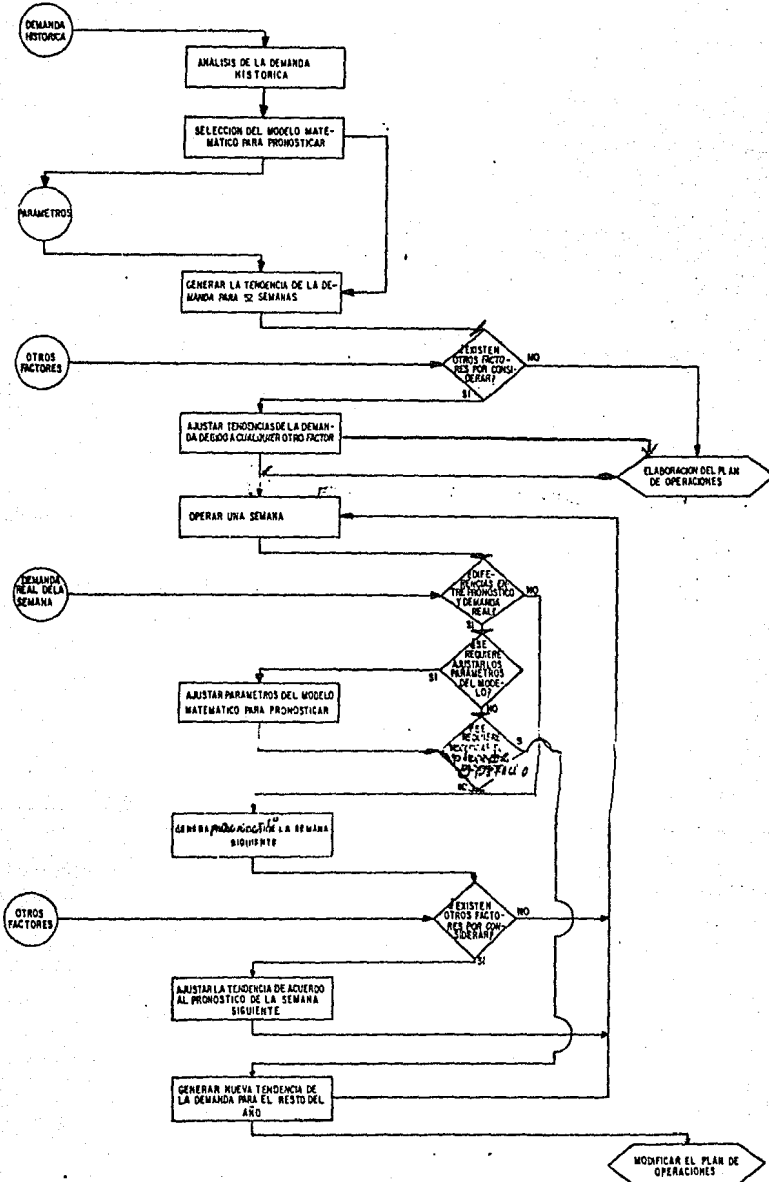 DEMANDA
HISTORICA
ANALISIS DE LA DEMANDA
HISTORICA
SELECCION DEL MODELO MATE-
MATICO PARA PRONOSTICAR
PARAMETROS
GENERAR LA TENDENCIA DE LA DE-
MANDA PARA 52 SEMANAS
OTROS
FACTORES
¿EXISTEN
OTROS FACTO-
RES POR CONSI-
DERAR?
NO
SI
AJUSTAR TENDENCIAS DE LA DEMAN-
DA DEBIDO A CUALQUIER OTRO FACTOR
ELABORACION DEL PLAN
DE OPERACIONES
OPERAR UNA SEMANA
DEMANDA
REAL DE LA
SEMANA
¿DIFE-
RENCIAS EN-
TRE PRONOSTICO
Y DEMANDA
REAL?
NO
SI
¿SE
REQUIERE
AJUSTAR LOS
PARAMETROS
DEL MODE-
LO?
SI
NO
AJUSTAR PARAMETROS DEL MODELO
MATEMATICO PARA PRONOSTICAR
¿SE
REQUIERE
LA SEMANA
SIGUIENTE
OTROS
FACTORES
¿EXISTEN
OTROS FACTO-
RES POR CON-
SIDERAR?
NO
SI
AJUSTAR LA TENDENCIA DE ACUERDO
AL PRONOSTICO DE LA SEMANA
SIGUIENTE
GENERAR NUEVA TENDENCIA DE
LA DEMANDA PARA EL RESTO DEL
AÑO
MODIFICAR EL PLAN DE
OPERACIONES